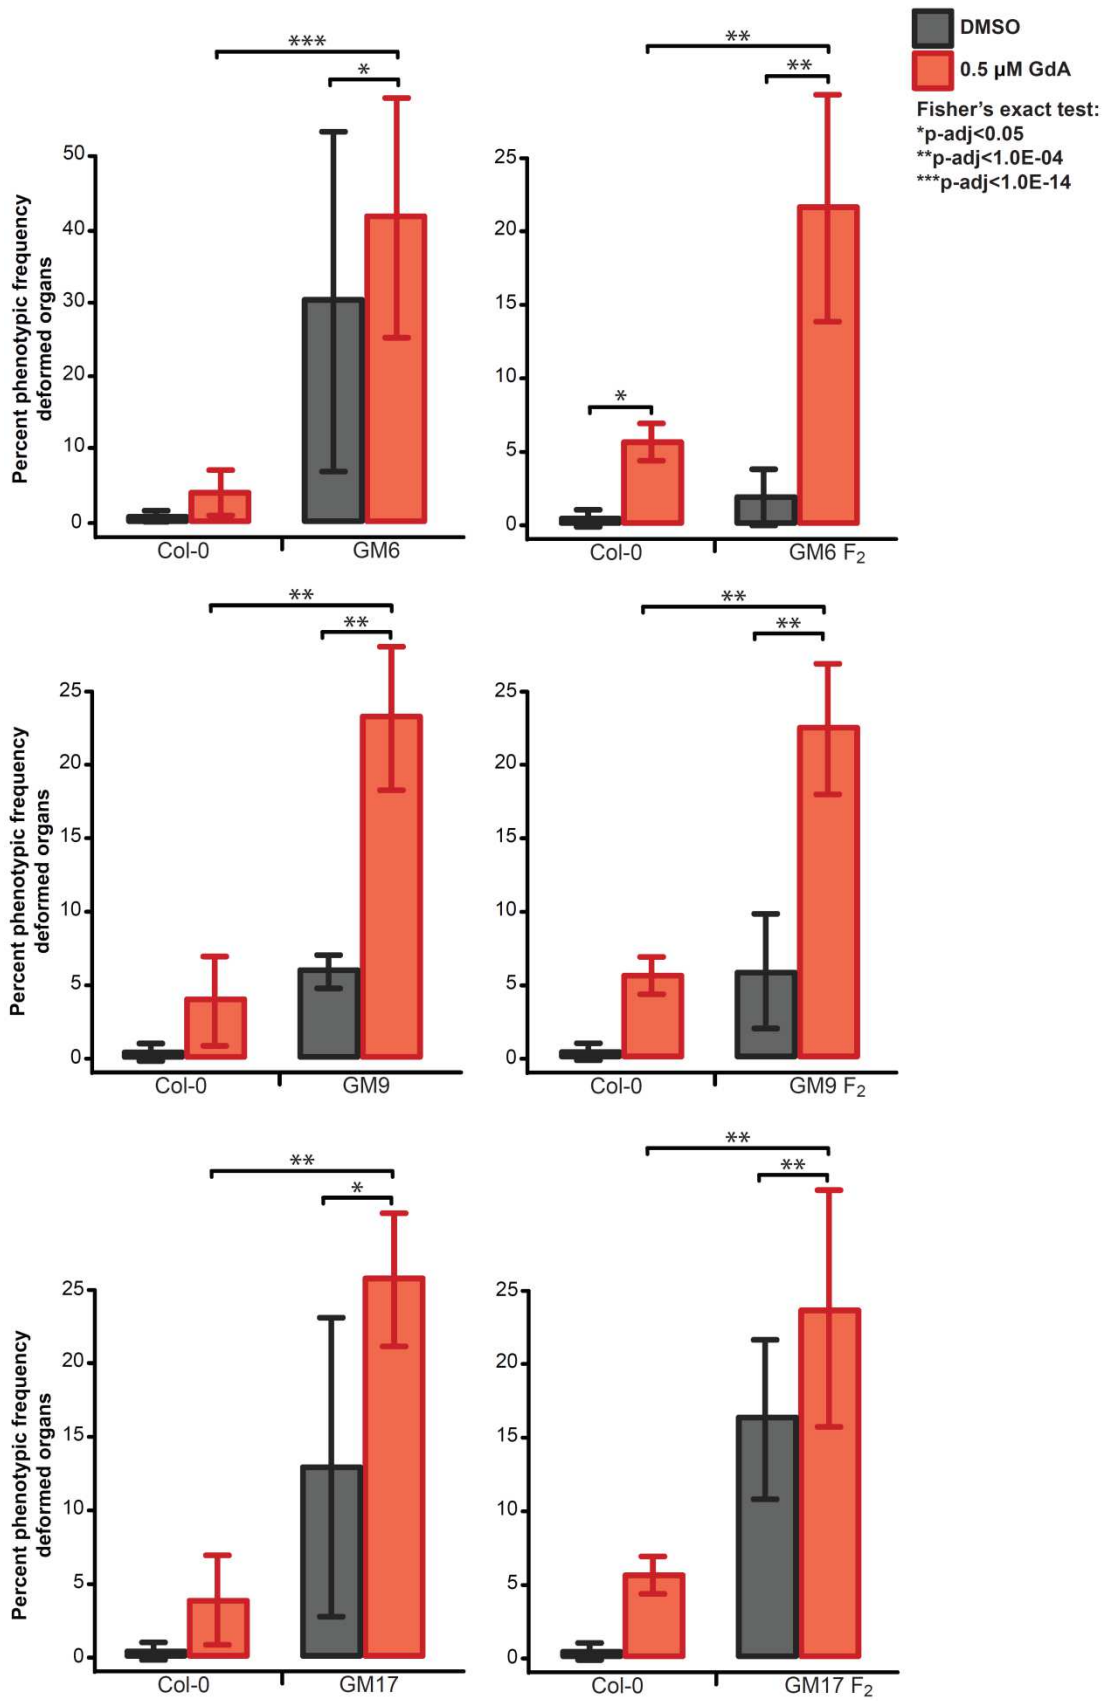 DMSO
0.5 µM GdA
Fisher's exact test:
*p-adj<0.05
**p-adj<1.0E-04
***p-adj<1.0E-14
***
*
Percent phenotypic frequency
deformed organs
50
40
30
20
10
0
Col-0
GM6
**
**
*
25
20
15
10
5
0
Col-0
GM6 F2
**
**
Percent phenotypic frequency
deformed organs
25
20
15
10
5
0
Col-0
GM9
**
**
25
20
15
10
5
0
Col-0
GM9 F2
**
*
Percent phenotypic frequency
deformed organs
25
20
15
10
5
0
Col-0
GM17
**
**
25
20
15
10
5
0
Col-0
GM17 F2